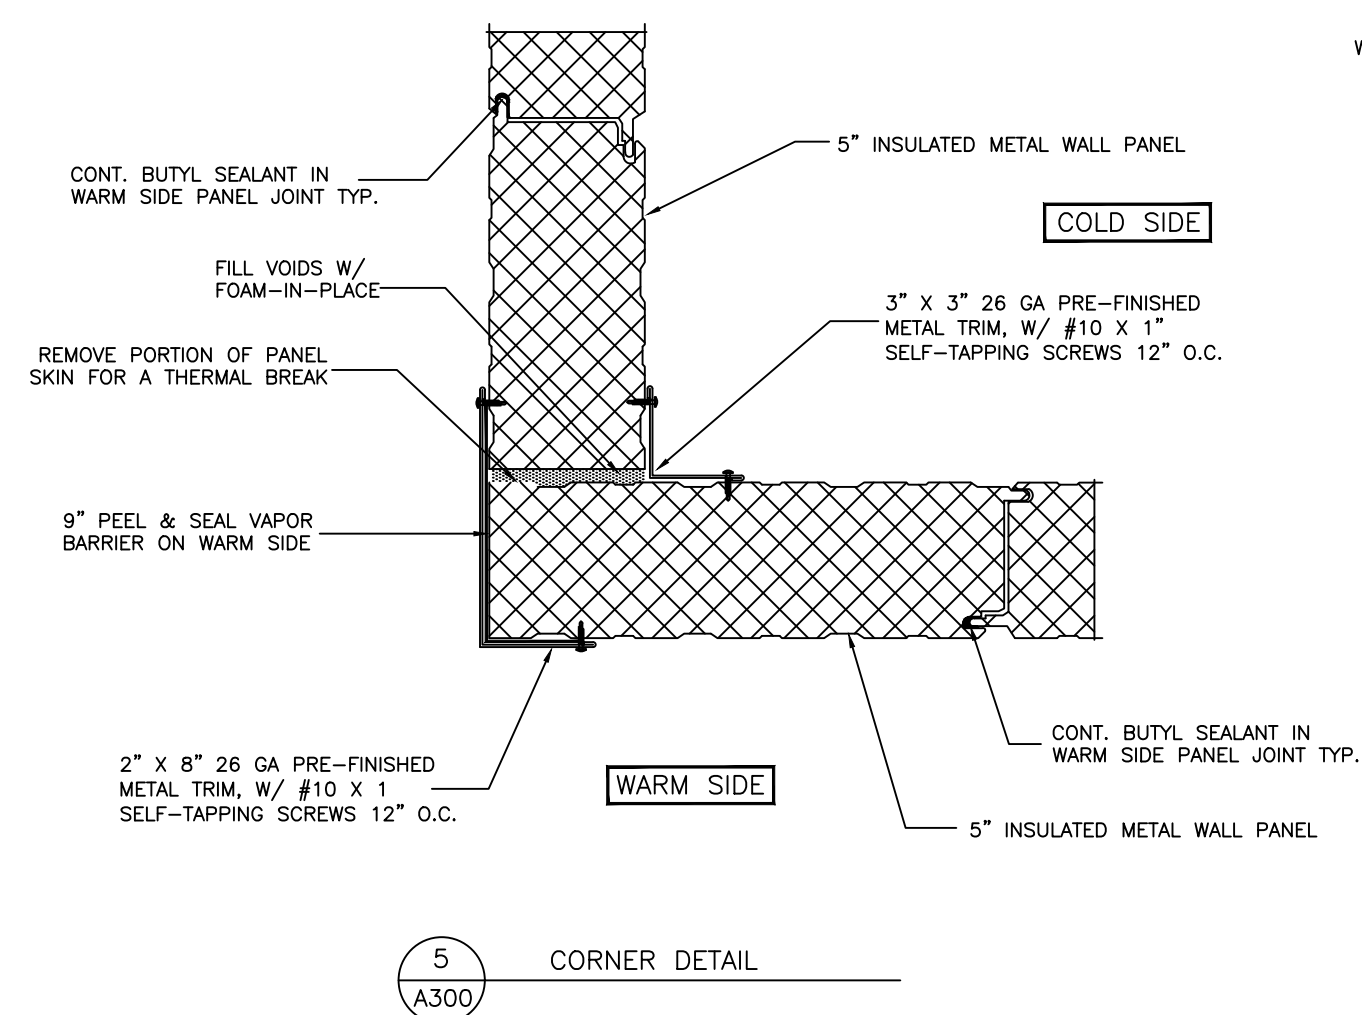 W
CONT. BUTYL SEALANT IN
WARM SIDE PANEL JOINT TYP.
5” INSULATED METAL WALL PANEL
COLD SIDE
FILL VOIDS W/
FOAM-IN-PLACE
3” X 3” 26 GA PRE-FINISHED
METAL TRIM, W/ #10 X 1”
SELF-TAPPING SCREWS 12” O.C.
REMOVE PORTION OF PANEL
SKIN FOR A THERMAL BREAK
9” PEEL & SEAL VAPOR
BARRIER ON WARM SIDE
CONT. BUTYL SEALANT IN
WARM SIDE PANEL JOINT TYP.
2” X 8” 26 GA PRE-FINISHED
METAL TRIM, W/ #10 X 1
SELF-TAPPING SCREWS 12” O.C.
WARM SIDE
5” INSULATED METAL WALL PANEL
5
CORNER DETAIL
A300